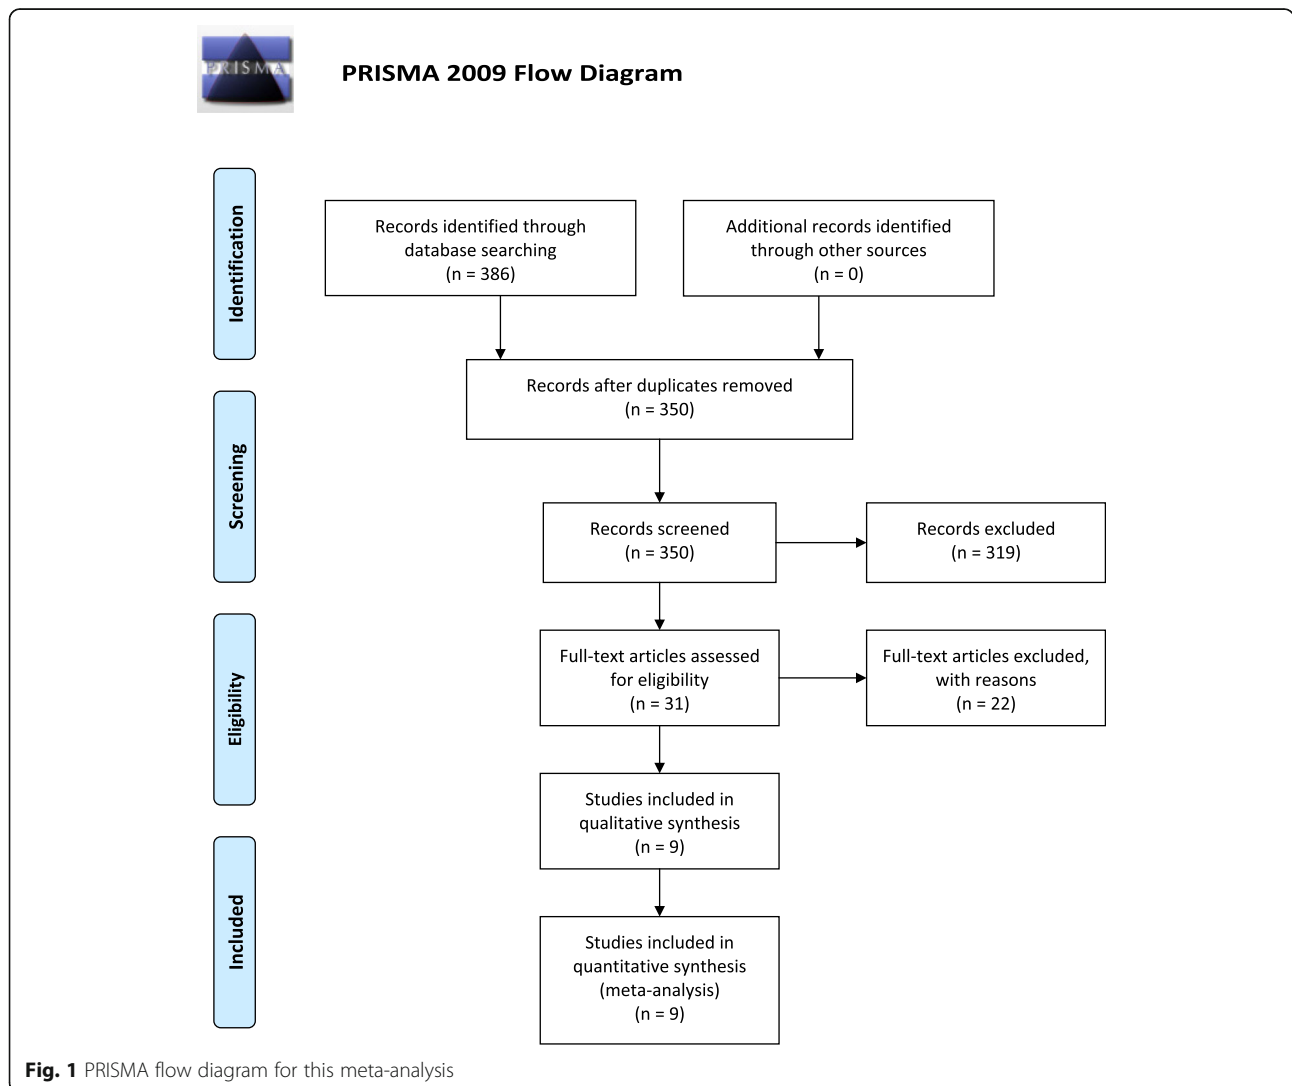 PRISMA
PRISMA 2009 Flow Diagram
Identification
Records identified through
database searching
(n = 386)
Additional records identified
through other sources
(n = 0)
Records after duplicates removed
(n = 350)
Screening
Records screened
(n = 350)
Records excluded
(n = 319)
Eligibility
Full-text articles assessed
for eligibility
(n = 31)
Full-text articles excluded,
with reasons
(n = 22)
Studies included in
qualitative synthesis
(n = 9)
Included
Studies included in
quantitative synthesis
(meta-analysis)
(n = 9)
Fig. 1 PRISMA flow diagram for this meta-analysis